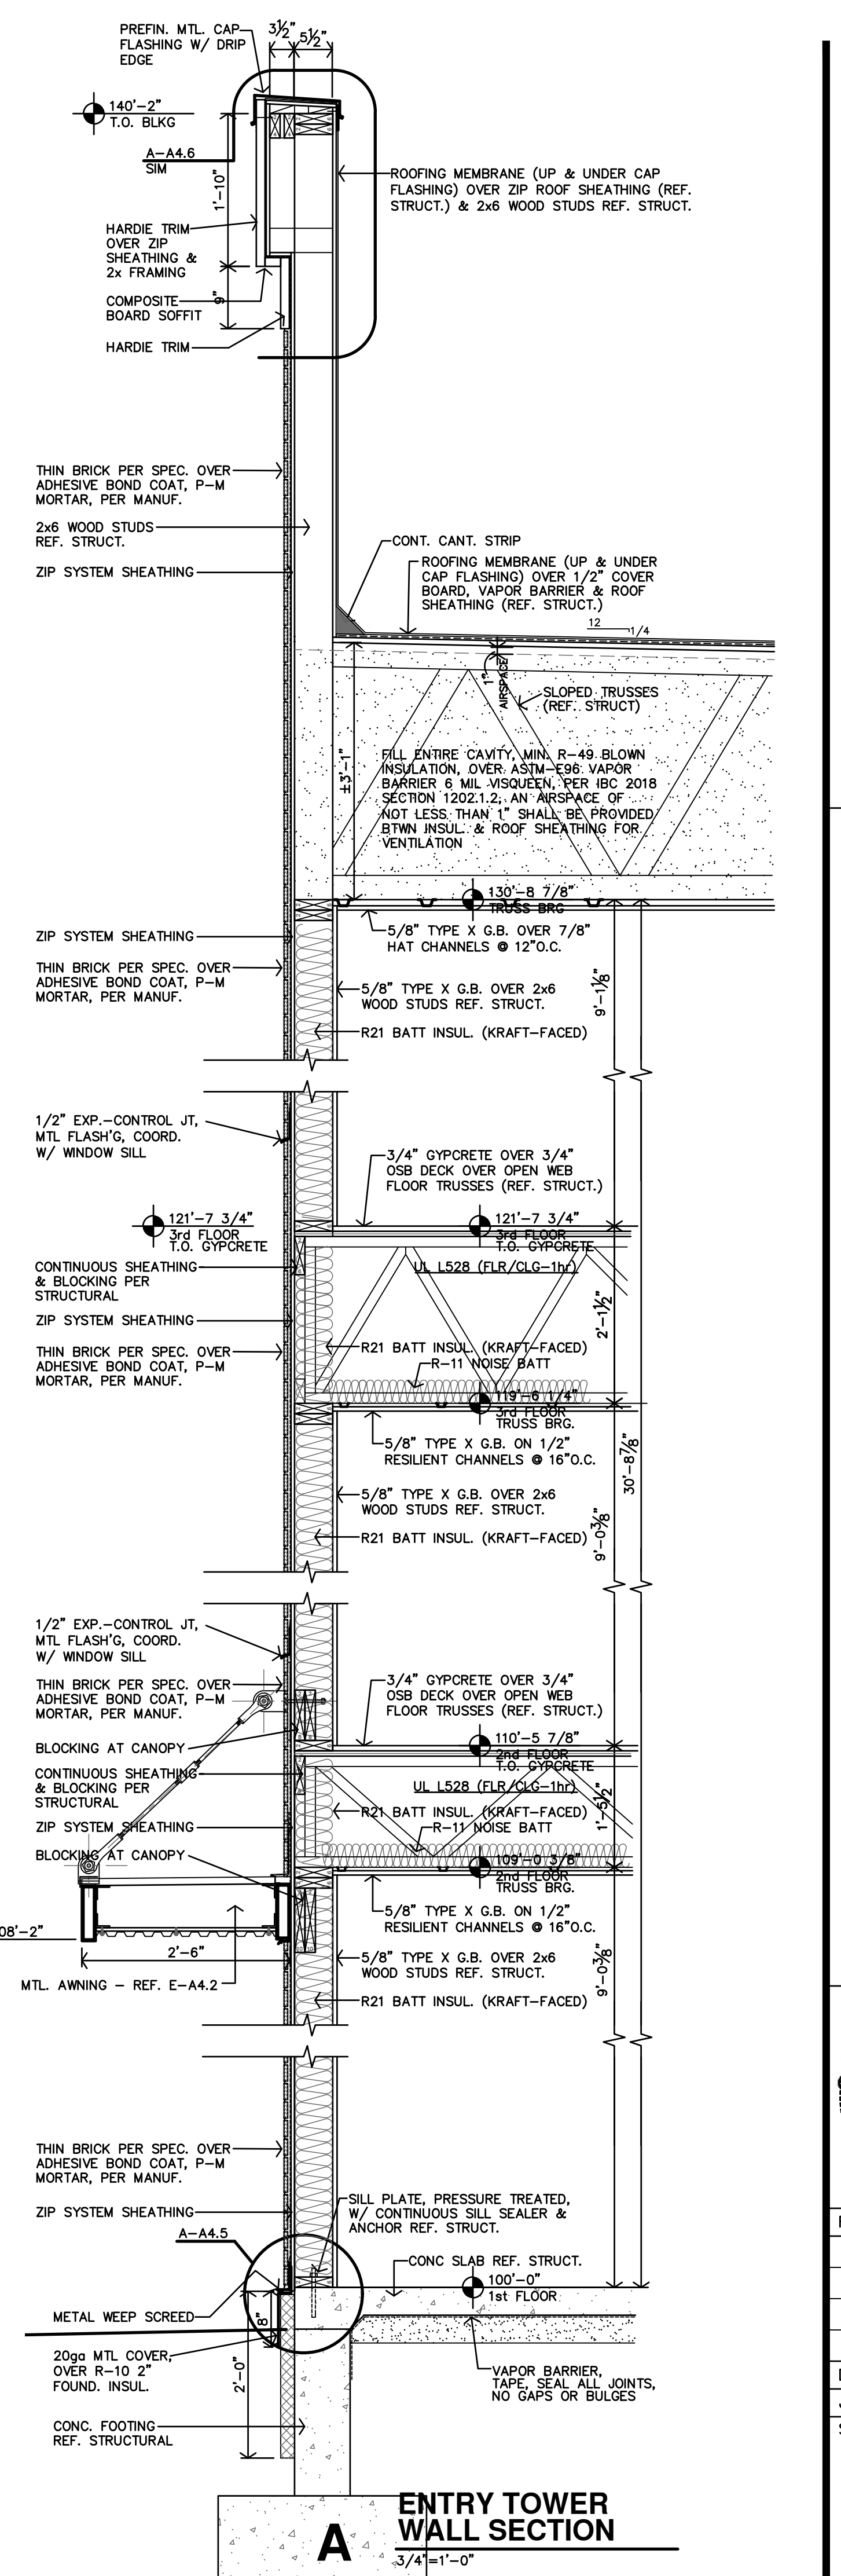 PREFIN. MTL. CAP
FLASHING W/ DRIP
EDGE
3½"
5½"
140'-2"
T.O. BLKG
A-A4.6
SIM
1'-10"
ROOFING MEMBRANE (UP & UNDER CAP
FLASHING) OVER ZIP ROOF SHEATHING (REF.
STRUCT.) & 2x6 WOOD STUDS REF. STRUCT.
HARDIE TRIM
OVER ZIP
SHEATHING &
2x FRAMING
COMPOSITE
BOARD SOFFIT
9"
HARDIE TRIM
THIN BRICK PER SPEC. OVER
ADHESIVE BOND COAT, P-M
MORTAR, PER MANUF.
2x6 WOOD STUDS
REF. STRUCT.
ZIP SYSTEM SHEATHING
CONT. CANT. STRIP
ROOFING MEMBRANE (UP & UNDER
CAP FLASHING) OVER 1/2" COVER
BOARD, VAPOR BARRIER & ROOF
SHEATHING (REF. STRUCT.)
12
1/4
1"
AIRSPACE
SLOPED TRUSSES
(REF. STRUCT)
±3'-1"
FILL ENTIRE CAVITY, MIN. R-49 BLOWN
INSULATION, OVER ASTM-E96 VAPOR
BARRIER 6 MIL VISQUEEN, PER IBC 2018
SECTION 1202.1.2, AN AIRSPACE OF
NOT LESS THAN 1" SHALL BE PROVIDED
BTWN INSUL. & ROOF SHEATHING FOR
VENTILATION
130'-8 7/8"
TRUSS BRG
ZIP SYSTEM SHEATHING
5/8" TYPE X G.B. OVER 7/8"
HAT CHANNELS @ 12"O.C.
THIN BRICK PER SPEC. OVER
ADHESIVE BOND COAT, P-M
MORTAR, PER MANUF.
5/8" TYPE X G.B. OVER 2x6
WOOD STUDS REF. STRUCT.
9'-1⅛"
R21 BATT INSUL. (KRAFT-FACED)
1/2" EXP.-CONTROL JT,
MTL FLASH'G, COORD.
W/ WINDOW SILL
3/4" GYPCRETE OVER 3/4"
OSB DECK OVER OPEN WEB
FLOOR TRUSSES (REF. STRUCT.)
121'-7 3/4"
3rd FLOOR
T.O. GYPCRETE
121'-7 3/4"
3rd FLOOR
T.O. GYPCRETE
CONTINUOUS SHEATHING
& BLOCKING PER
STRUCTURAL
UL L528 (FLR/CLG-1hr)
2'-1½"
ZIP SYSTEM SHEATHING
THIN BRICK PER SPEC. OVER
ADHESIVE BOND COAT, P-M
MORTAR, PER MANUF.
R21 BATT INSUL. (KRAFT-FACED)
R-11 NOISE BATT
119'-6 1/4"
3rd FLOOR
TRUSS BRG.
5/8" TYPE X G.B. ON 1/2"
RESILIENT CHANNELS @ 16"O.C.
30'-8⅞"
5/8" TYPE X G.B. OVER 2x6
WOOD STUDS REF. STRUCT.
9'-0⅜"
R21 BATT INSUL. (KRAFT-FACED)
1/2" EXP.-CONTROL JT,
MTL FLASH'G, COORD.
W/ WINDOW SILL
THIN BRICK PER SPEC. OVER
ADHESIVE BOND COAT, P-M
MORTAR, PER MANUF.
3/4" GYPCRETE OVER 3/4"
OSB DECK OVER OPEN WEB
FLOOR TRUSSES (REF. STRUCT.)
BLOCKING AT CANOPY
110'-5 7/8"
2nd FLOOR
T.O. GYPCRETE
CONTINUOUS SHEATHING
& BLOCKING PER
STRUCTURAL
UL L528 (FLR/CLG-1hr)
1'-5½"
R21 BATT INSUL. (KRAFT-FACED)
ZIP SYSTEM SHEATHING
R-11 NOISE BATT
BLOCKING AT CANOPY
109'-0 3/8"
2nd FLOOR
TRUSS BRG.
5/8" TYPE X G.B. ON 1/2"
RESILIENT CHANNELS @ 16"O.C.
08'-2"
2'-6"
5/8" TYPE X G.B. OVER 2x6
WOOD STUDS REF. STRUCT.
9'-0⅜"
MTL. AWNING - REF. E-A4.2
R21 BATT INSUL. (KRAFT-FACED)
THIN BRICK PER SPEC. OVER
ADHESIVE BOND COAT, P-M
MORTAR, PER MANUF.
ZIP SYSTEM SHEATHING
SILL PLATE, PRESSURE TREATED,
W/ CONTINUOUS SILL SEALER &
ANCHOR REF. STRUCT.
A-A4.5
CONC SLAB REF. STRUCT.
100'-0"
1st FLOOR
METAL WEEP SCREED
8"
20ga MTL COVER,
OVER R-10 2"
FOUND. INSUL.
2'-0"
VAPOR BARRIER,
TAPE, SEAL ALL JOINTS,
NO GAPS OR BULGES
CONC. FOOTING
REF. STRUCTURAL
A
ENTRY TOWER
WALL SECTION
3/4"=1'-0"